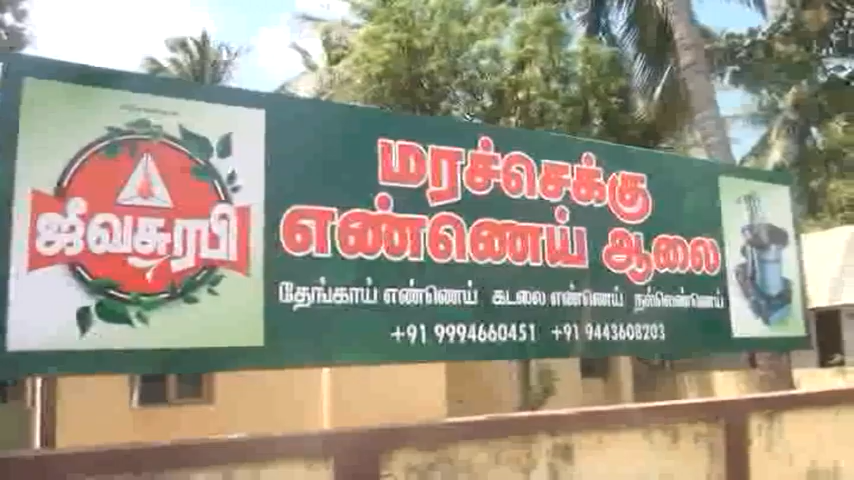 ஜீவசுரபி
மரச்செக்கு
எண்ணெய் ஆலை
தேங்காய் எண்ணெய் கடலை எண்ணெய் நல்லெண்ணெய்
+91 9994660451 +91 9443608203